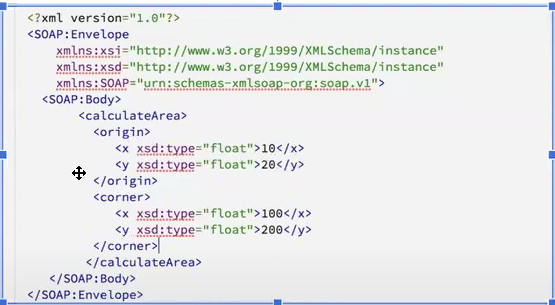 <?xml version="1.0"?>
<SOAP:Envelope
xmlns:xsi="http://www.w3.org/1999/XMLSchema/instance"
xmlns:xsd="http://www.w3.org/1999/XMLSchema/instance"
xmlns:SOAP="urn:schemas-xmlsoap-org:soap.v1">
<SOAP:Body>
<calculateArea>
<origin>
<x xsd:type="float">10</x>
<y xsd:type="float">20</y>
</origin>
<corner>
<x xsd:type="float">100</x>
<y xsd:type="float">200</y>
</corner>
</calculateArea>
</SOAP:Body>
</SOAP:Envelope>